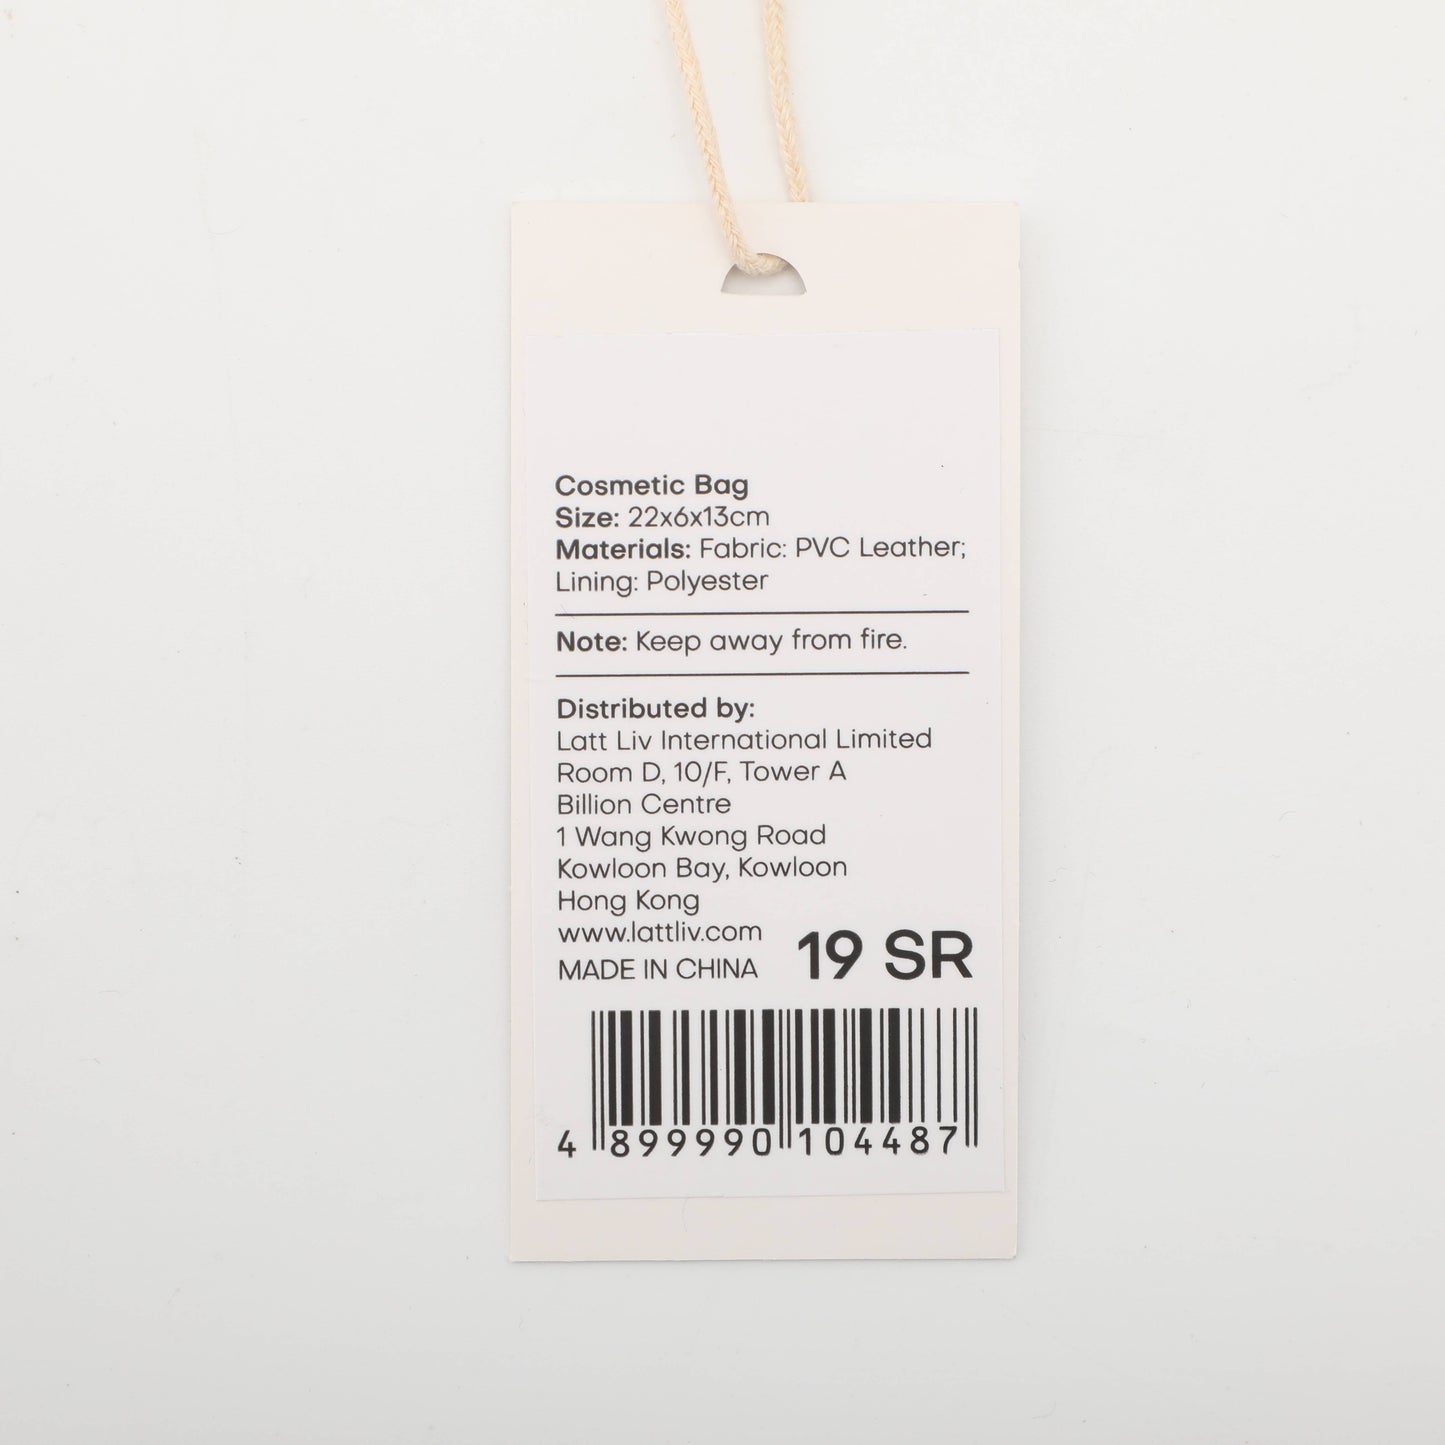 Cosmetic Bag
Size: 22x6x13cm
Materials: Fabric: PVC Leather;
Lining: Polyester
Note: Keep away from fire.
Distributed by:
Latt Liv International Limited
Room D, 10/F, Tower A
Billion Centre
1 Wang Kwong Road
Kowloon Bay, Kowloon
Hong Kong
www.lattliv.com
MADE IN CHINA 19 SR
4 899990 104487